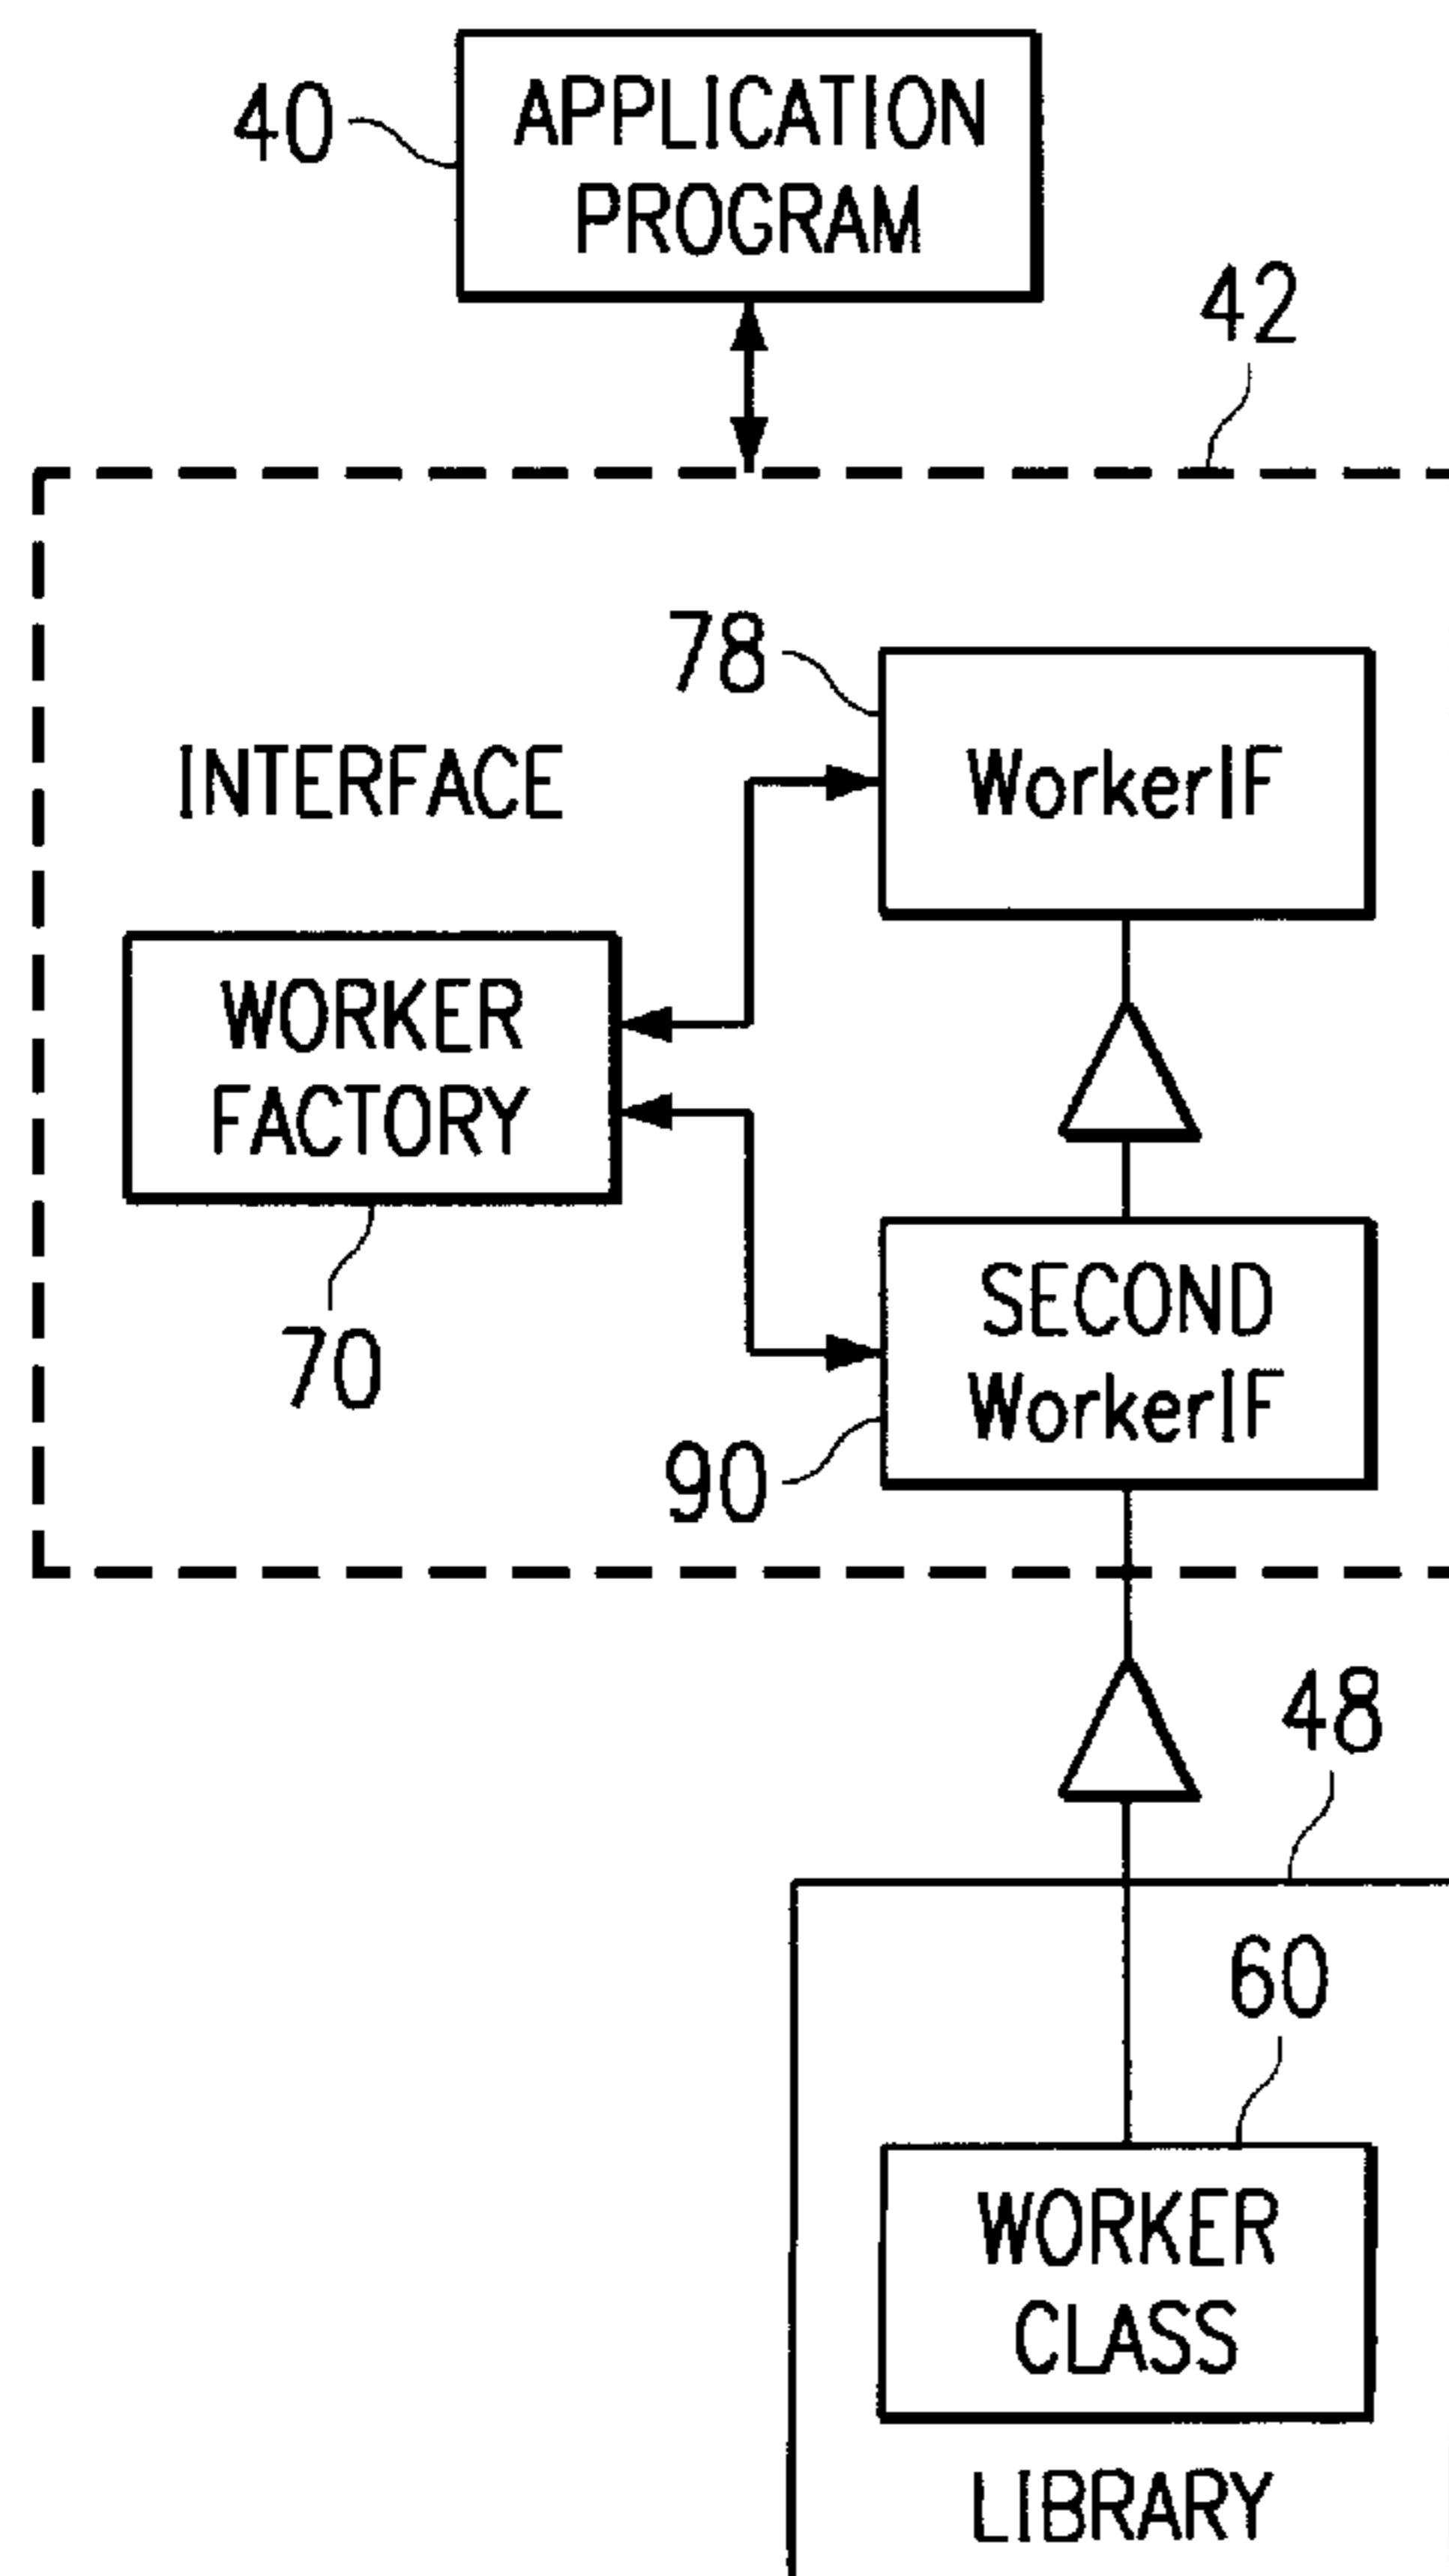 40
APPLICATION
PROGRAM
42
78
INTERFACE
WorkerIF
WORKER
FACTORY
70
SECOND
WorkerIF
90
48
60
WORKER
CLASS
LIBRARY